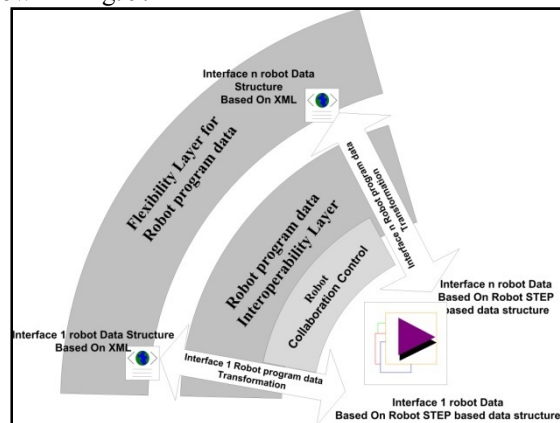 Interface n robot Data
Structure
Based On XML
Flexibility Layer for
Robot program data
Robot program data
Interoperability Layer
Robot
Collaboration Control
Interface n Robot program data
Transformation
Interface n robot Data
Based On Robot STEP
based data structure
Interface 1 robot Data Structure
Based On XML
Interface 1 Robot program data
Transformation
Interface 1 robot Data
Based On Robot STEP based data structure